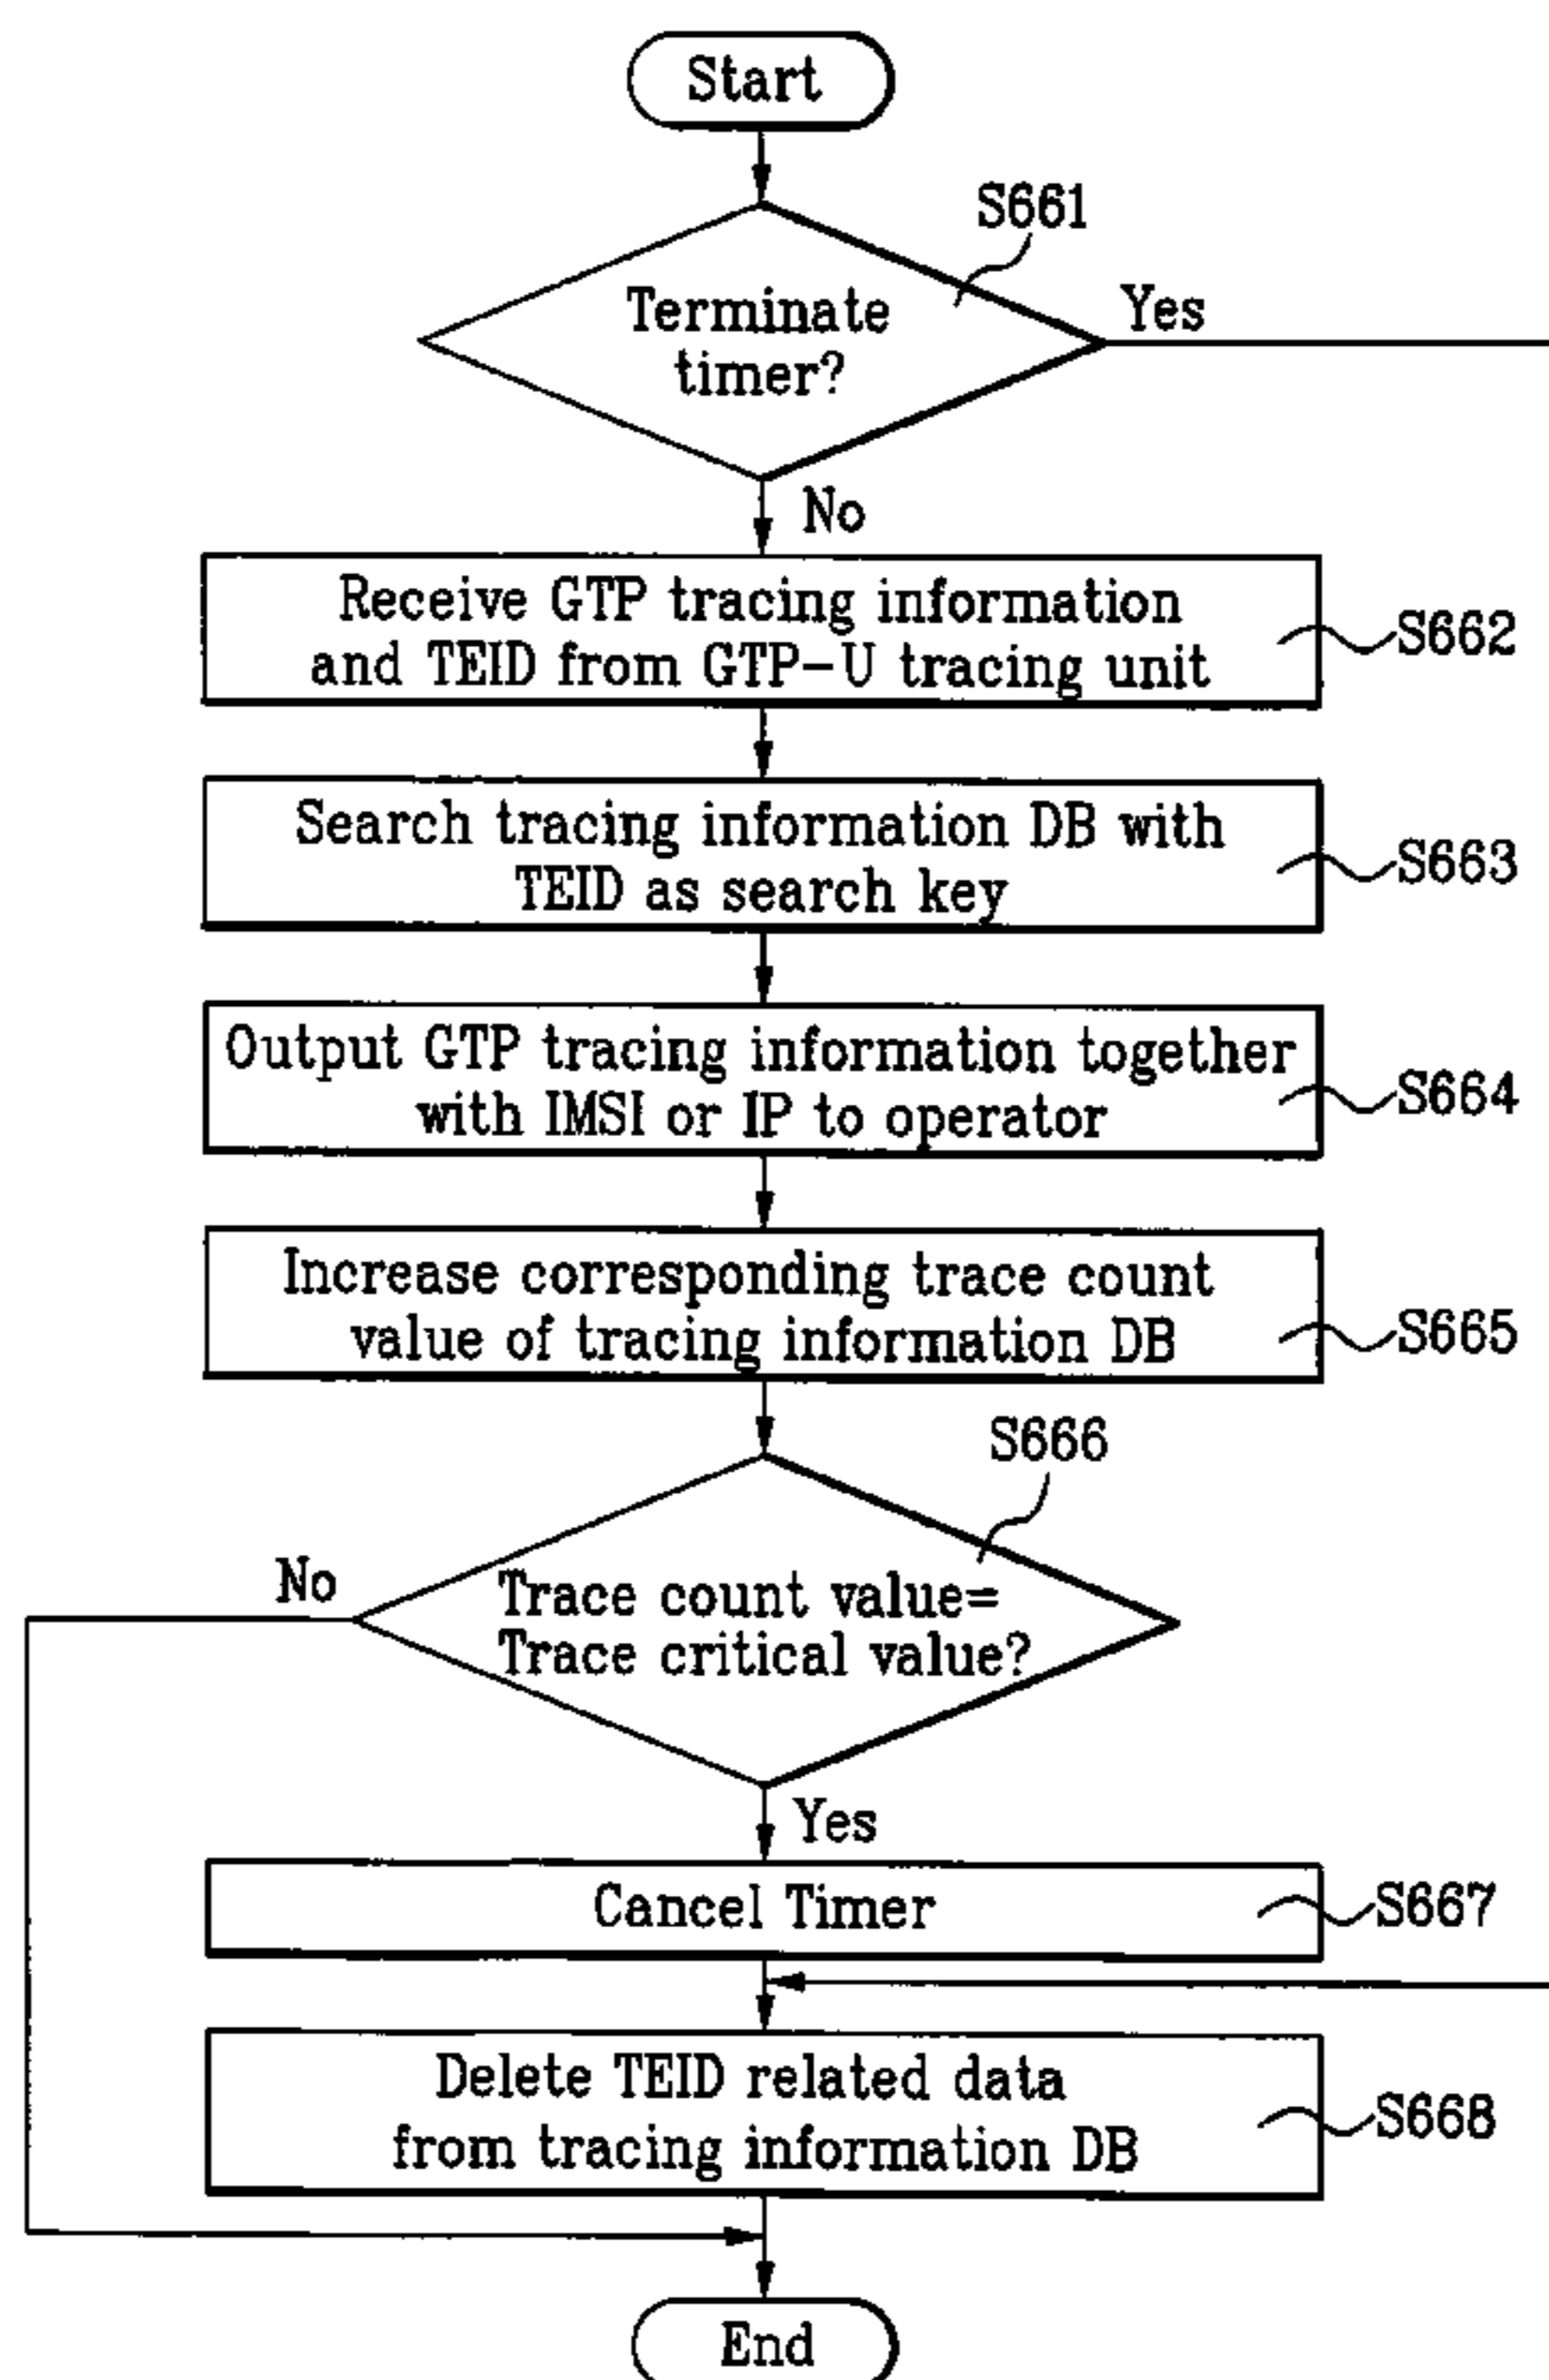 Start
S661
Terminate
timer?
Yes
No
Receive GTP tracing information
and TEID from GTP-U tracing unit
S662
Search tracing information DB with
TEID as search key
S663
Output GTP tracing information together
with IMSI or IP to operator
S664
Increase corresponding trace count
value of tracing information DB
S665
S666
No
Trace count value=
Trace critical value?
Yes
Cancel Timer
S667
Delete TEID related data
from tracing information DB
S668
End